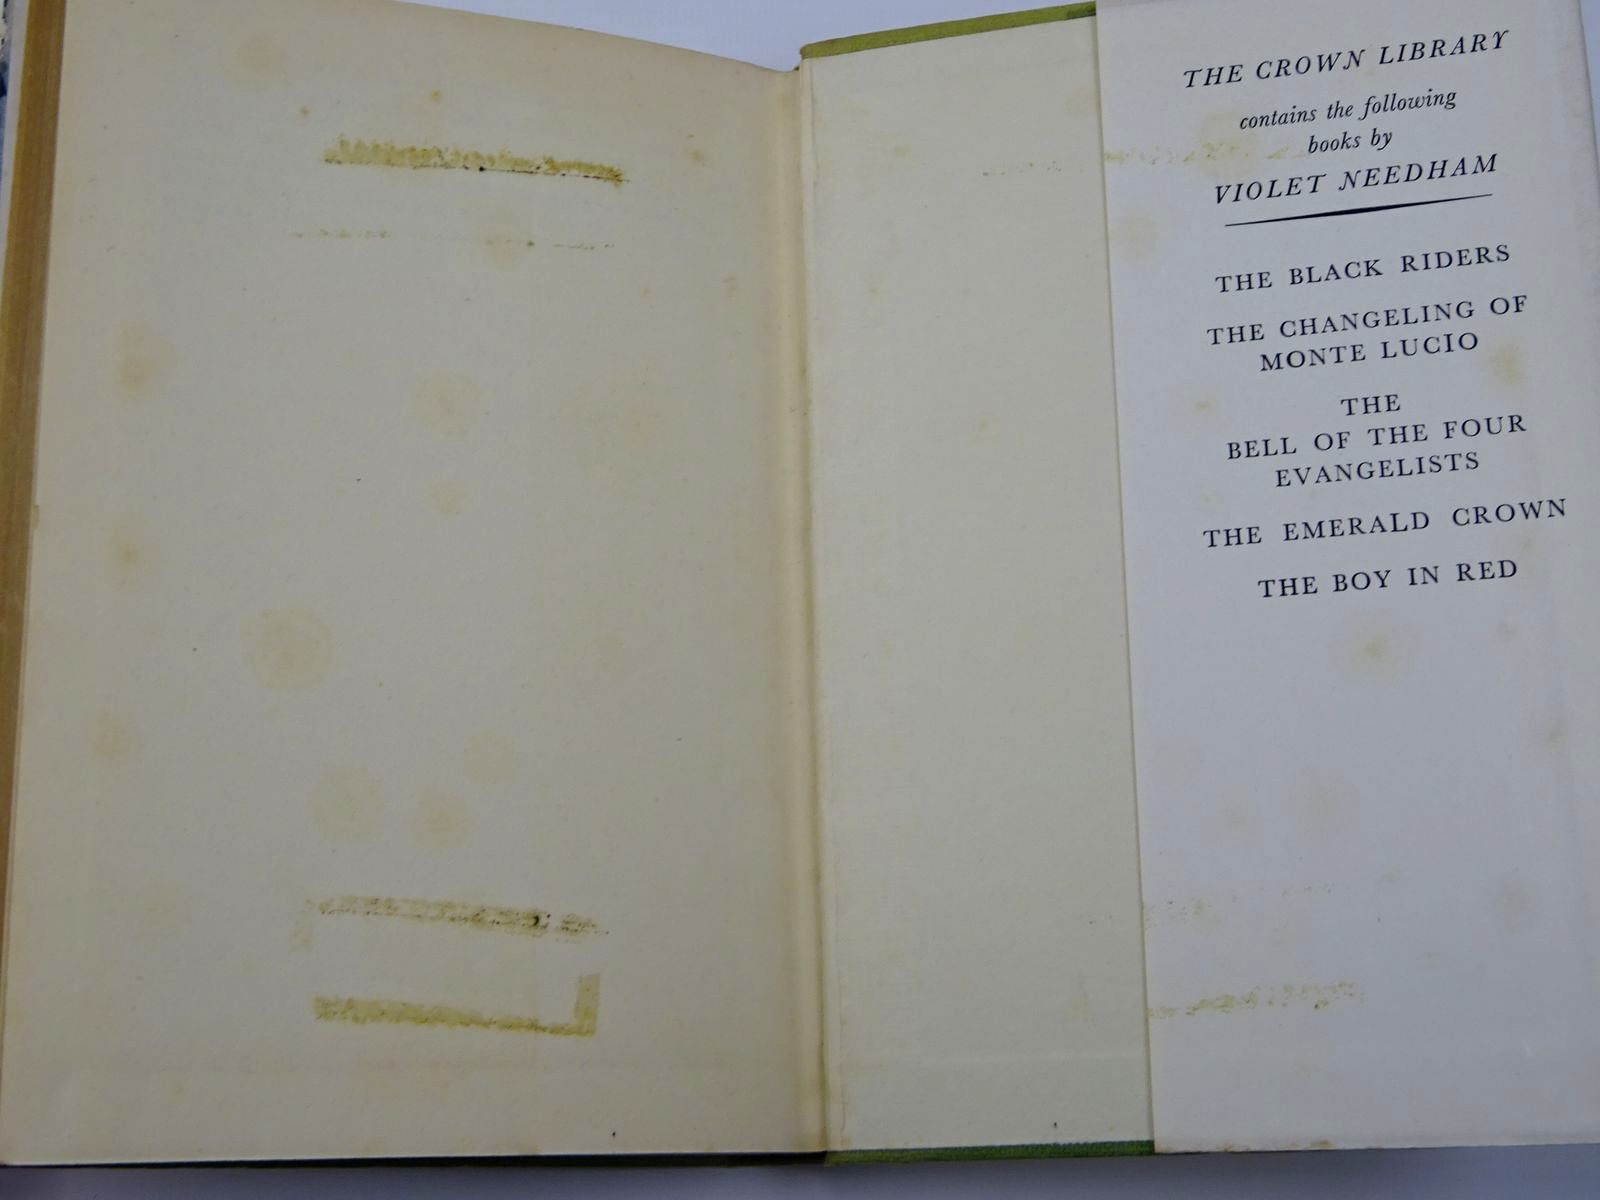 THE CROWN LIBRARY
contains the following
books by
VIOLET NEEDHAM
THE BLACK RIDERS
THE CHANGELING OF
MONTE LUCIO
THE
BELL OF THE FOUR
EVANGELISTS
THE EMERALD CROWN
THE BOY IN RED